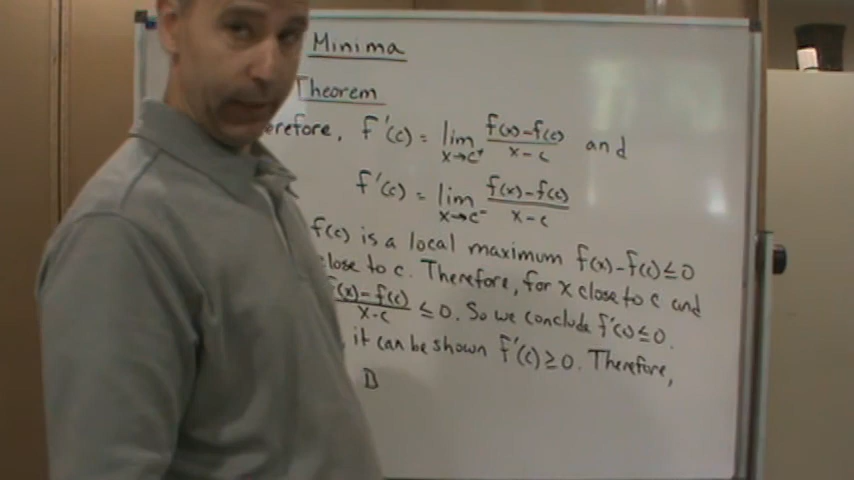 Minima
Theorem
erefore, f'(c) = lim x→c⁺ f(x)-f(c) / x-c and
f'(c) = lim x→c⁻ f(x)-f(c) / x-c
f(c) is a local maximum f(x)-f(c) ≤ 0
lose to c. Therefore, for x close to c and
f(x)-f(c) / x-c ≤ 0. So we conclude f'(c) ≤ 0.
, it can be shown f'(c) ≥ 0. Therefore,